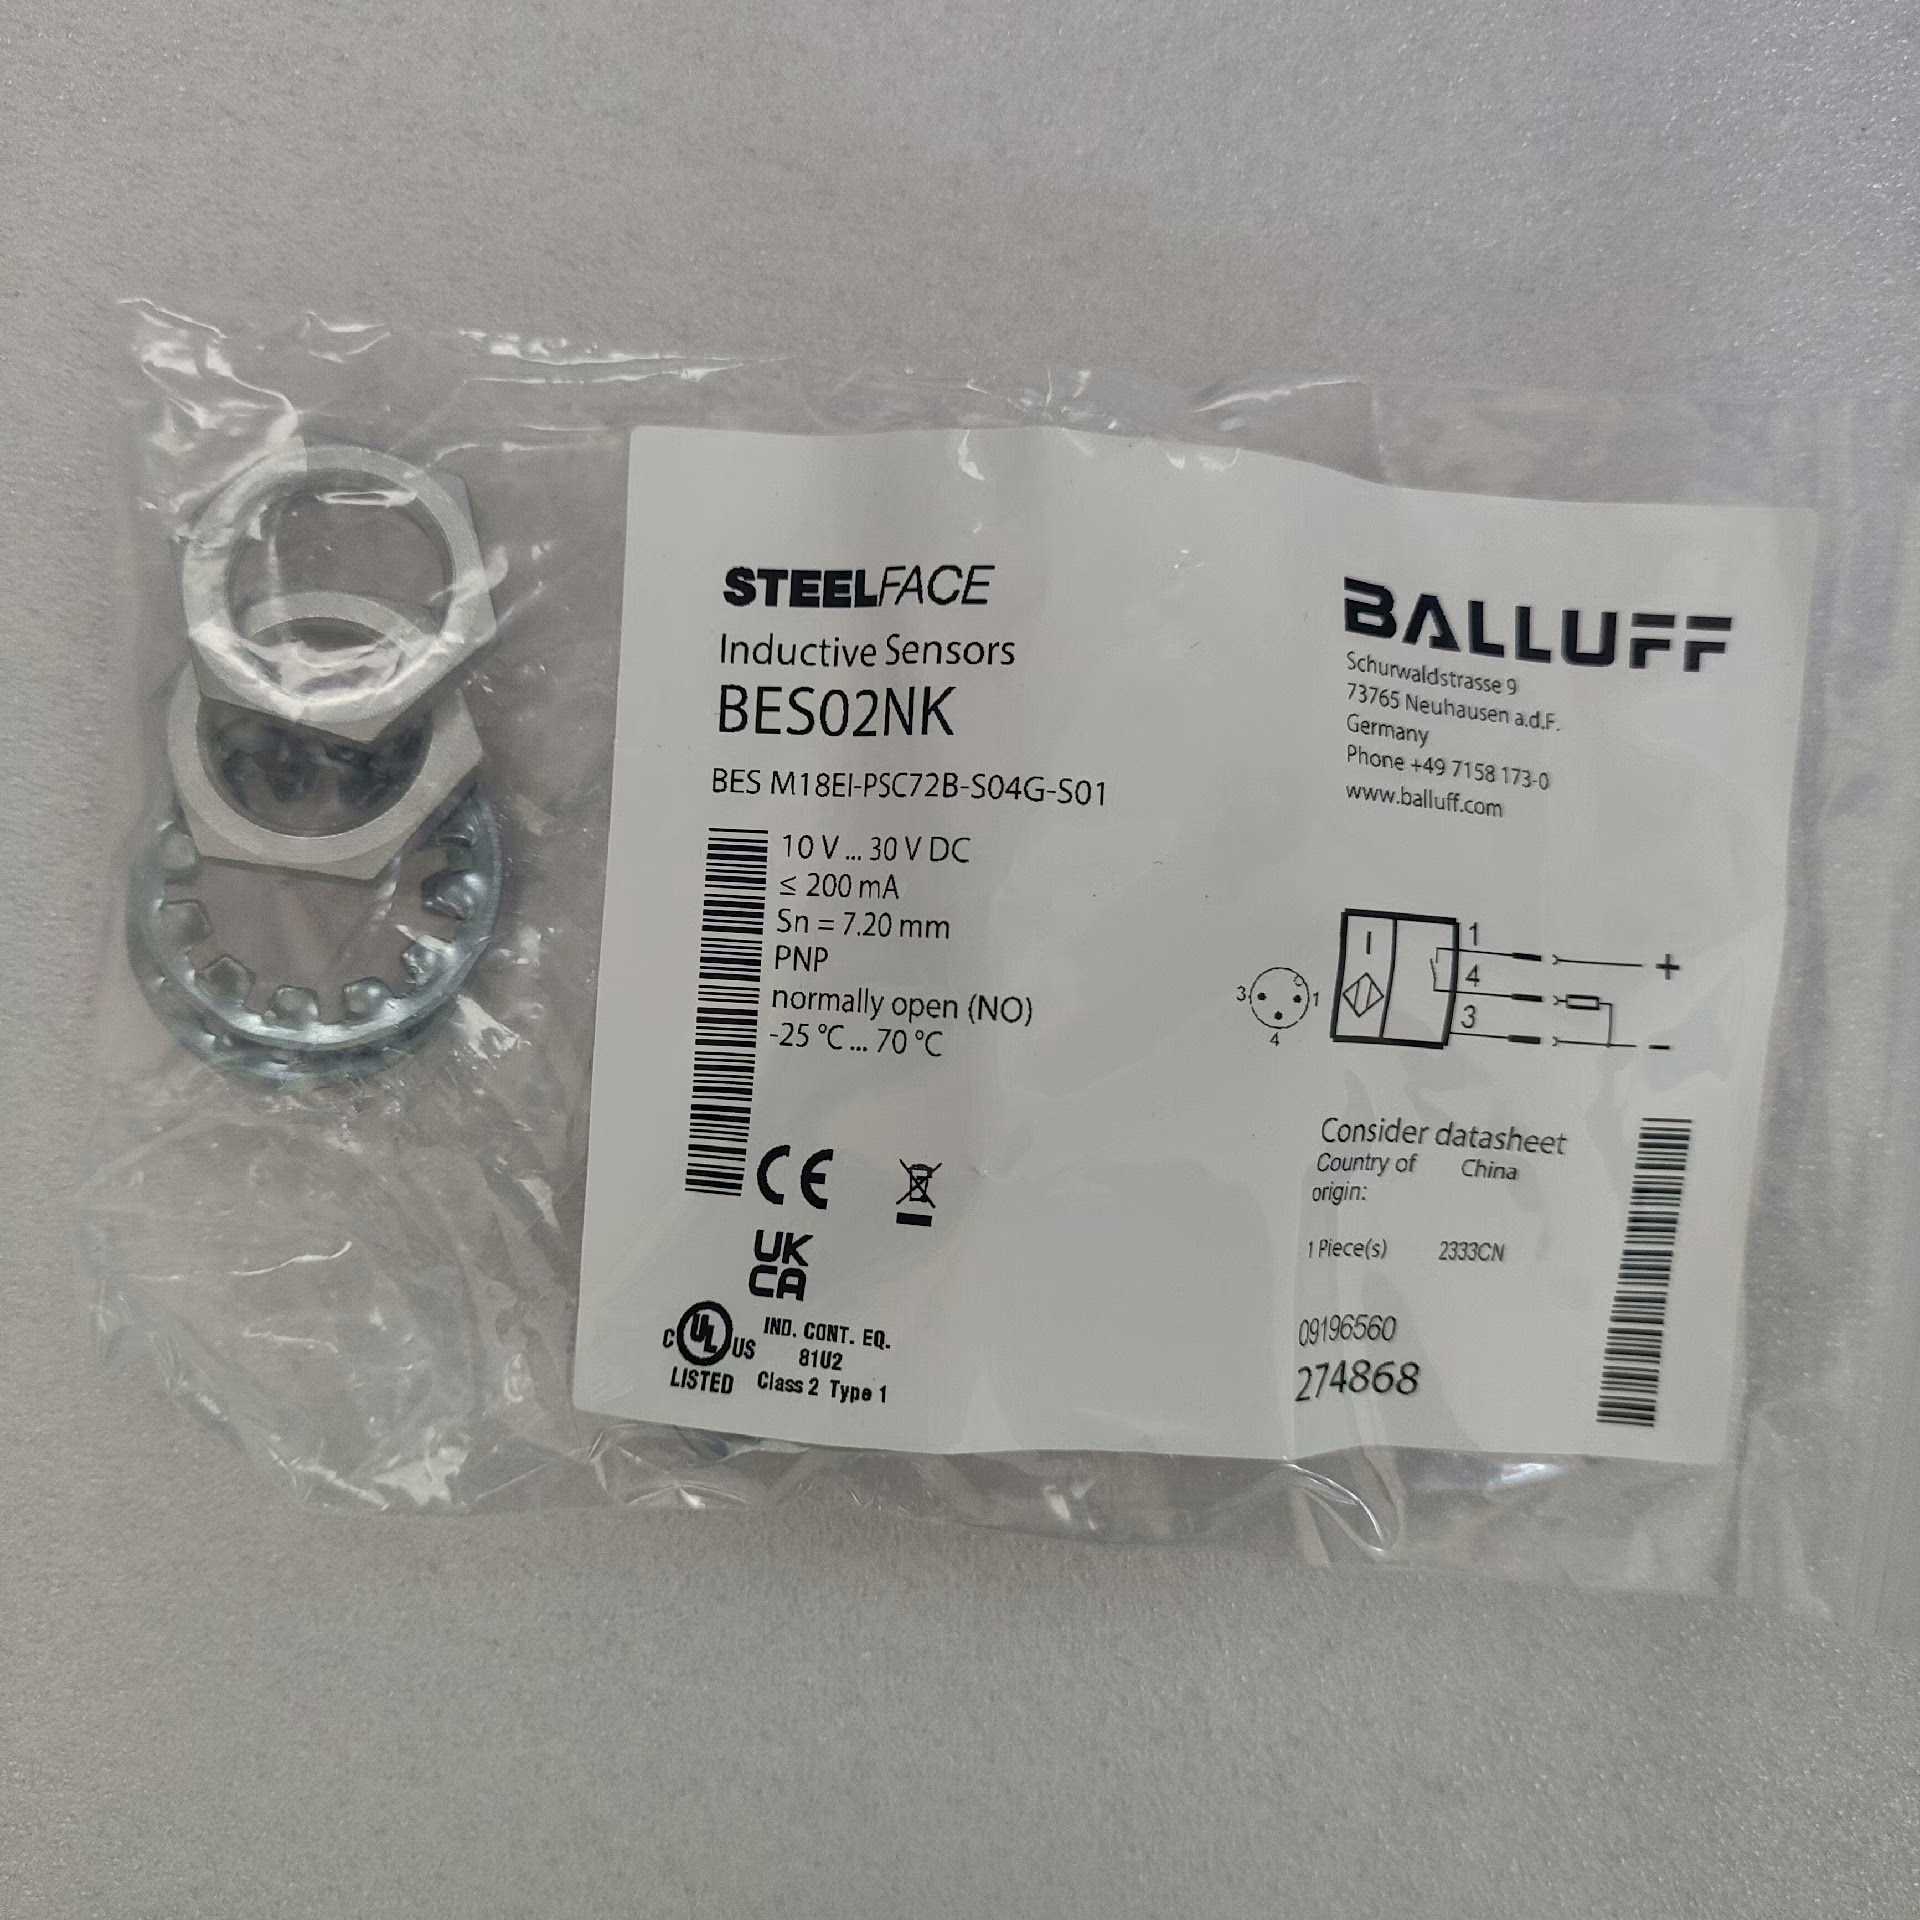 STEELFACE
Inductive Sensors
BES02NK
BES M18EI-PSC72B-S04G-S01
10 V ... 30 V DC
≤ 200 mA
Sn = 7.20 mm
PNP
normally open (NO)
-25 °C ... 70 °C
CE
UK
CA
C UL US
LISTED
IND. CONT. EQ.
81U2
Class 2 Type 1
BALLUFF
Schurwaldstrasse 9
73765 Neuhausen a.d.F.
Germany
Phone +49 7158 173-0
www.balluff.com
3 1
4
I
1 +
4
3 -
Consider datasheet
Country of China
origin:
1 Piece(s) 2333CN
09196560
274868